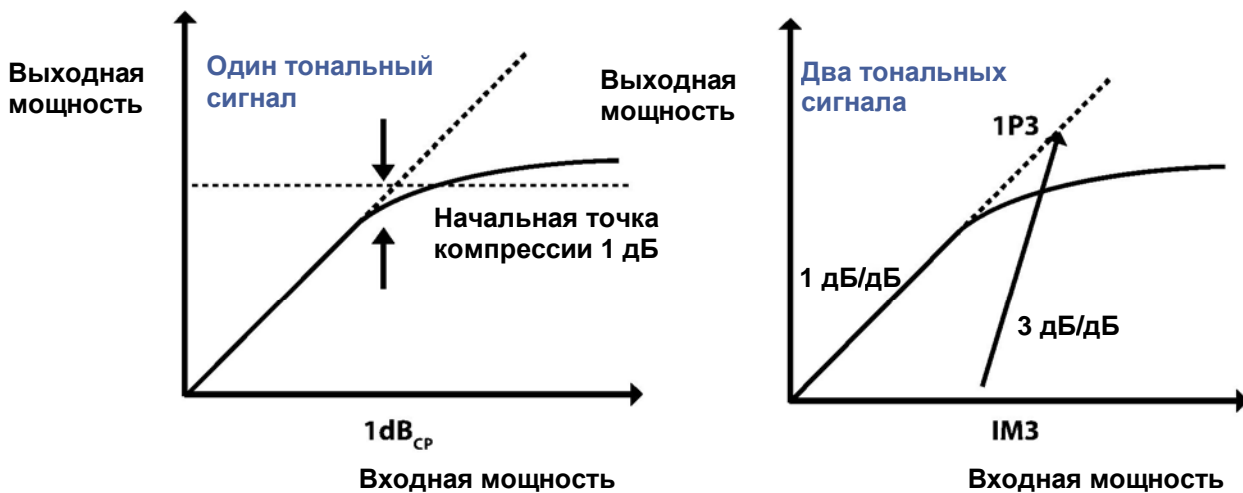 Выходная
мощность
Один тональный
сигнал
Начальная точка
компрессии 1 дБ
1dB_CP
Входная мощность
Выходная
мощность
Два тональных
сигнала
1P3
1 дБ/дБ
3 дБ/дБ
IM3
Входная мощность